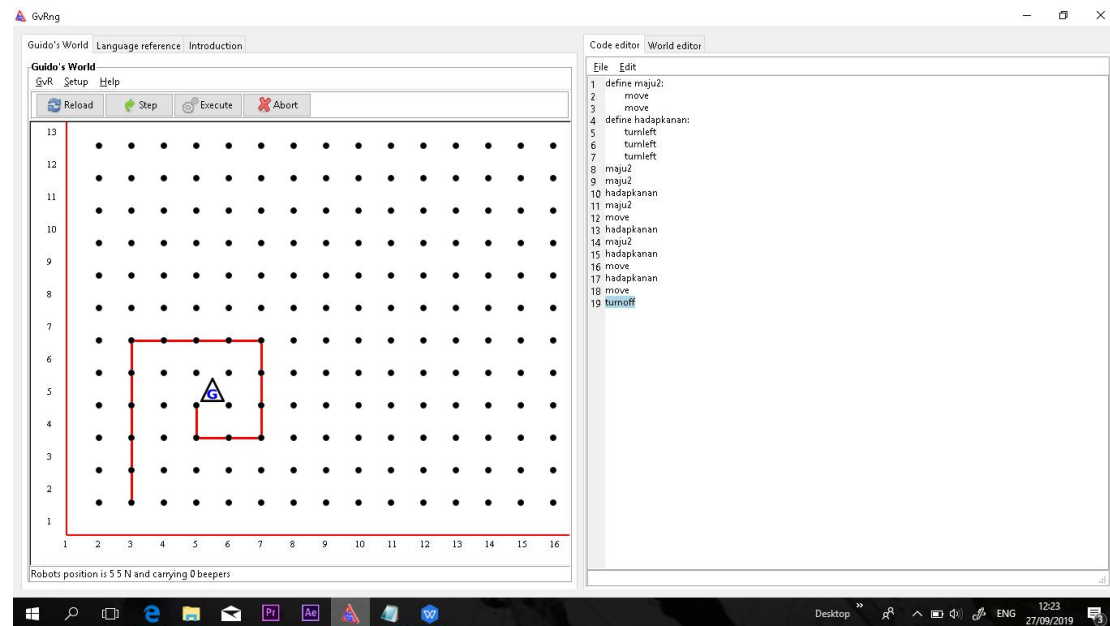 GvRng
Guido's World Language reference Introduction
Guido's World
GvR Setup Help
Reload Step Execute Abort
13
12
11
10
9
8
7
6
5
4
3
2
1
1 2 3 4 5 6 7 8 9 10 11 12 13 14 15 16
G
Robots position is 5 5 N and carrying 0 beepers
Code editor World editor
File Edit
1 define maju2:
2 move
3 move
4 define hadapkanan:
5 turnleft
6 turnleft
7 turnleft
8 maju2
9 maju2
10 hadapkanan
11 maju2
12 move
13 hadapkanan
14 maju2
15 hadapkanan
16 move
17 hadapkanan
18 move
19 turnoff
Pr Ae
Desktop » ENG 12:23
27/09/2019
3